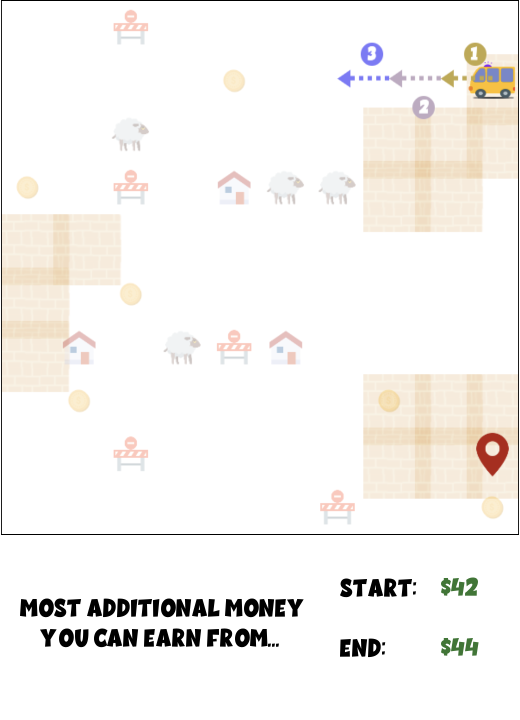 3
1
2
MOST ADDITIONAL MONEY
YOU CAN EARN FROM...
START: $42
END: $44